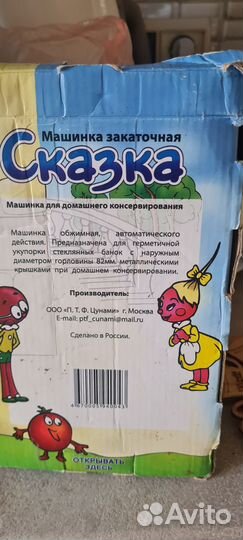 Машинка закаточная
Сказка
Машинка для домашнего консервирования
Машинка обжимная, автоматического
действия. Предназначена для герметичной
укупорки стеклянных банок с наружным
диаметром горловины 82мм. металлическими
крышками при домашнем консервировании.
Производитель:
ООО «П. Т. Ф. Цунами» г. Москва
E-mail: ptf_cunami@mail.ru
Сделано в России.
4670003940043
ОТКРЫВАТЬ
ЗДЕСЬ
Avito